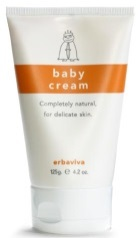 baby
cream
Completely natural,
for delicate skin.
erbaviva
125g. ℮ 4.2 oz.